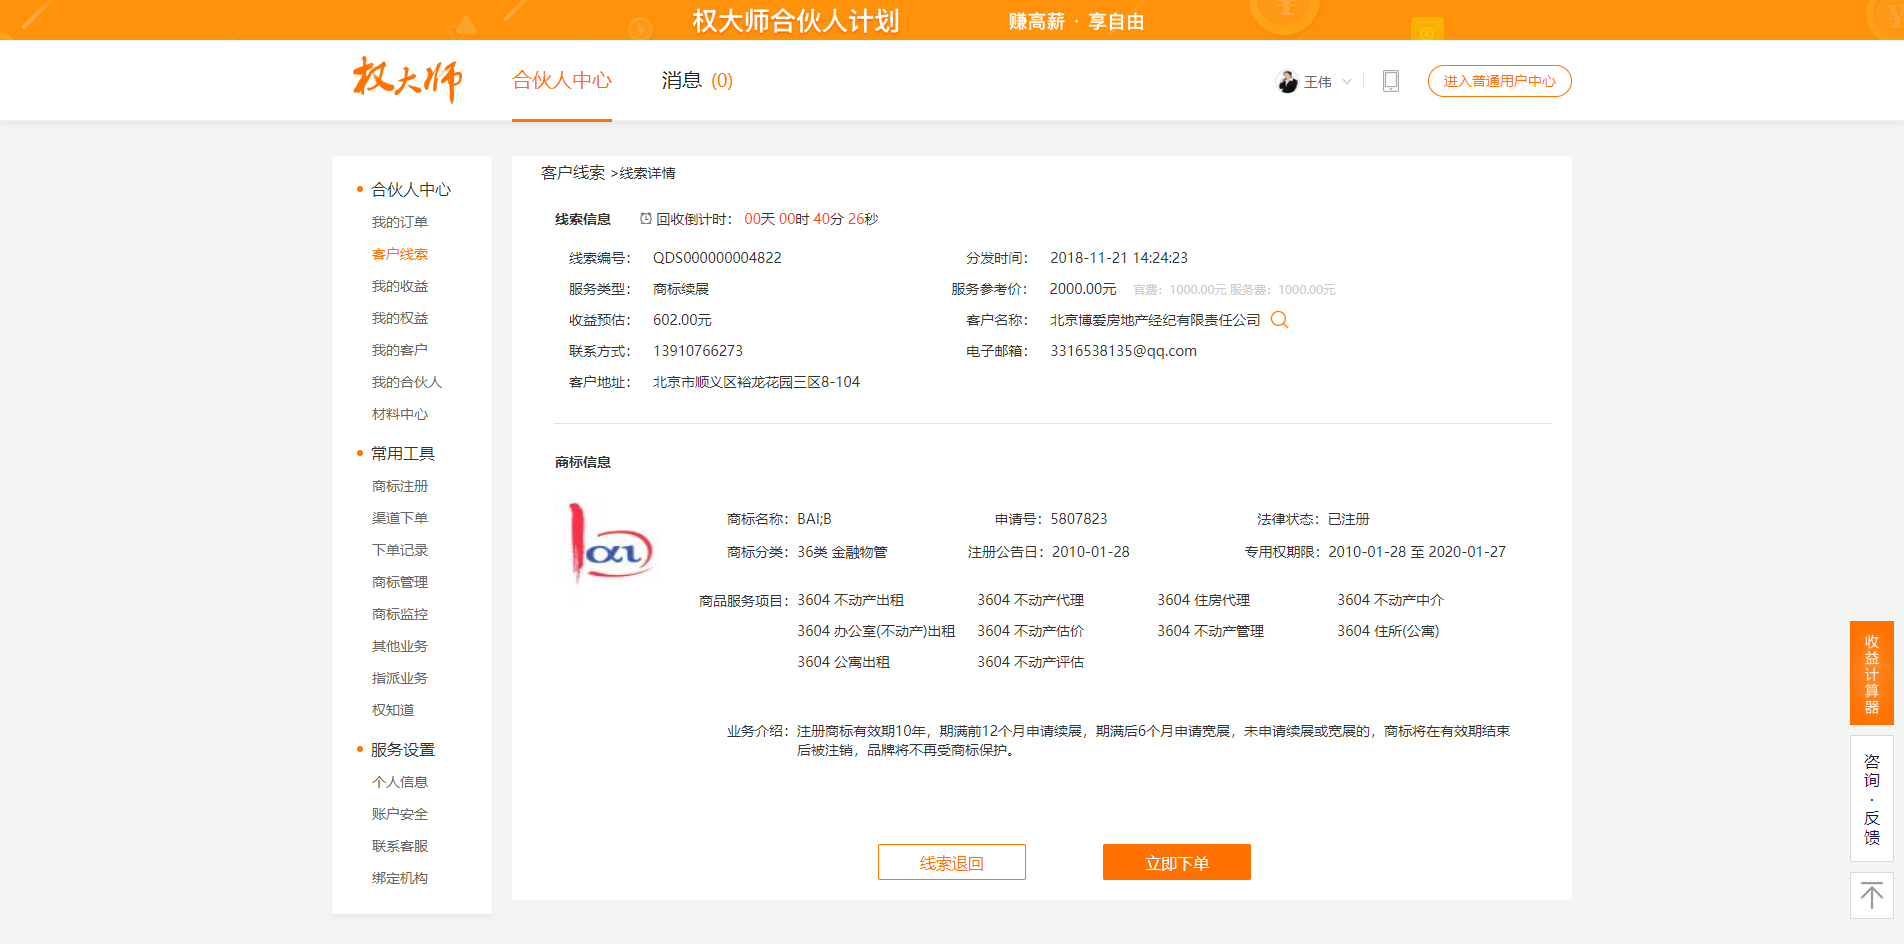 权大师合伙人计划 赚高薪 · 享自由
权大师 合伙人中心 消息 (0) 王伟 进入普通用户中心
合伙人中心
我的订单
客户线索
我的收益
我的权益
我的客户
我的合伙人
材料中心
常用工具
商标注册
渠道下单
下单记录
商标管理
商标监控
其他业务
指派业务
权知道
服务设置
个人信息
账户安全
联系客服
绑定机构
客户线索 >线索详情
线索信息 回收倒计时： 00天 00时 40分 26秒
线索编号： QDS000000004822 分发时间： 2018-11-21 14:24:23
服务类型： 商标续展 服务参考价： 2000.00元 官费：1000.00元 服务费：1000.00元
收益预估： 602.00元 客户名称： 北京博爱房地产经纪有限责任公司
联系方式： 13910766273 电子邮箱： 3316538135@qq.com
客户地址： 北京市顺义区裕龙花园三区8-104
商标信息
bai
商标名称： BAI;B 申请号： 5807823 法律状态： 已注册
商标分类： 36类 金融物管 注册公告日： 2010-01-28 专用权期限： 2010-01-28 至 2020-01-27
商品服务项目： 3604 不动产出租 3604 不动产代理 3604 住房代理 3604 不动产中介
3604 办公室(不动产)出租 3604 不动产估价 3604 不动产管理 3604 住所(公寓)
3604 公寓出租 3604 不动产评估
业务介绍： 注册商标有效期10年，期满前12个月申请续展，期满后6个月申请宽展，未申请续展或宽展的，商标将在有效期结束
后被注销，品牌将不再受商标保护。
线索退回 立即下单
收益计算器
咨询·反馈